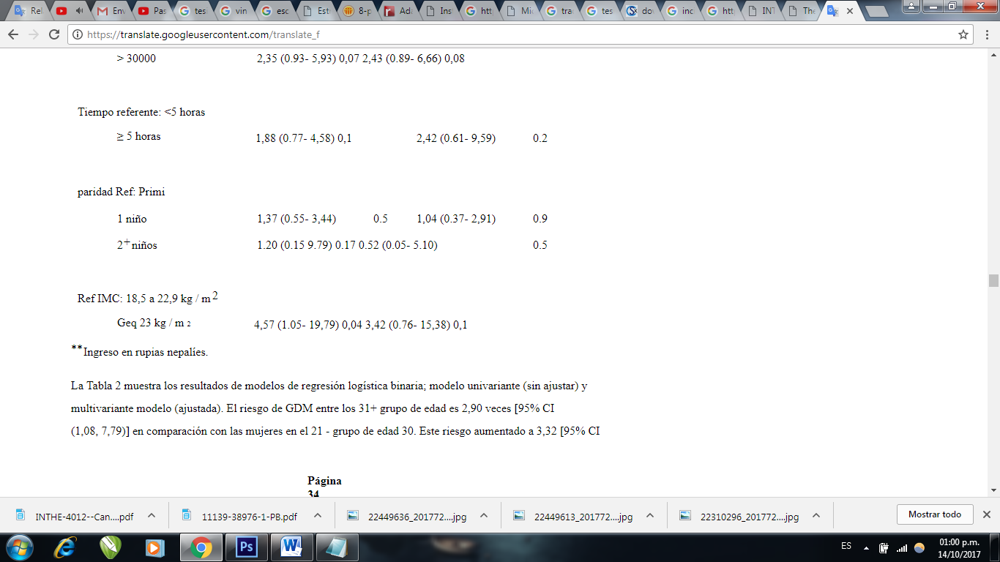 Rel
Env
Pas
tesi
vin
esc
Est
8-p
Ada
Ins
htt
Mic
trac
tes
do
inc
htt
INT
The
https://translate.googleusercontent.com/translate_f
> 30000 2,35 (0.93- 5,93) 0,07 2,43 (0.89- 6,66) 0,08
Tiempo referente: <5 horas
≥ 5 horas 1,88 (0.77- 4,58) 0,1 2,42 (0.61- 9,59) 0.2
paridad Ref: Primi
1 niño 1,37 (0.55- 3,44) 0.5 1,04 (0.37- 2,91) 0.9
2+ niños 1.20 (0.15 9.79) 0.17 0.52 (0.05- 5.10) 0.5
Ref IMC: 18,5 a 22,9 kg / m 2
Geq 23 kg / m 2 4,57 (1.05- 19,79) 0,04 3,42 (0.76- 15,38) 0,1
**Ingreso en rupias nepalíes.
La Tabla 2 muestra los resultados de modelos de regresión logística binaria; modelo univariante (sin ajustar) y
multivariante modelo (ajustada). El riesgo de GDM entre los 31+ grupo de edad es 2,90 veces [95% CI
(1,08, 7,79)] en comparación con las mujeres en el 21 - grupo de edad 30. Este riesgo aumentado a 3,32 [95% CI
Página
34
INTHE-4012--Can....pdf
11139-38976-1-PB.pdf
22449636_201772....jpg
22449613_201772....jpg
22310296_201772....jpg
Mostrar todo
Ps
W
ES
01:00 p.m.
14/10/2017